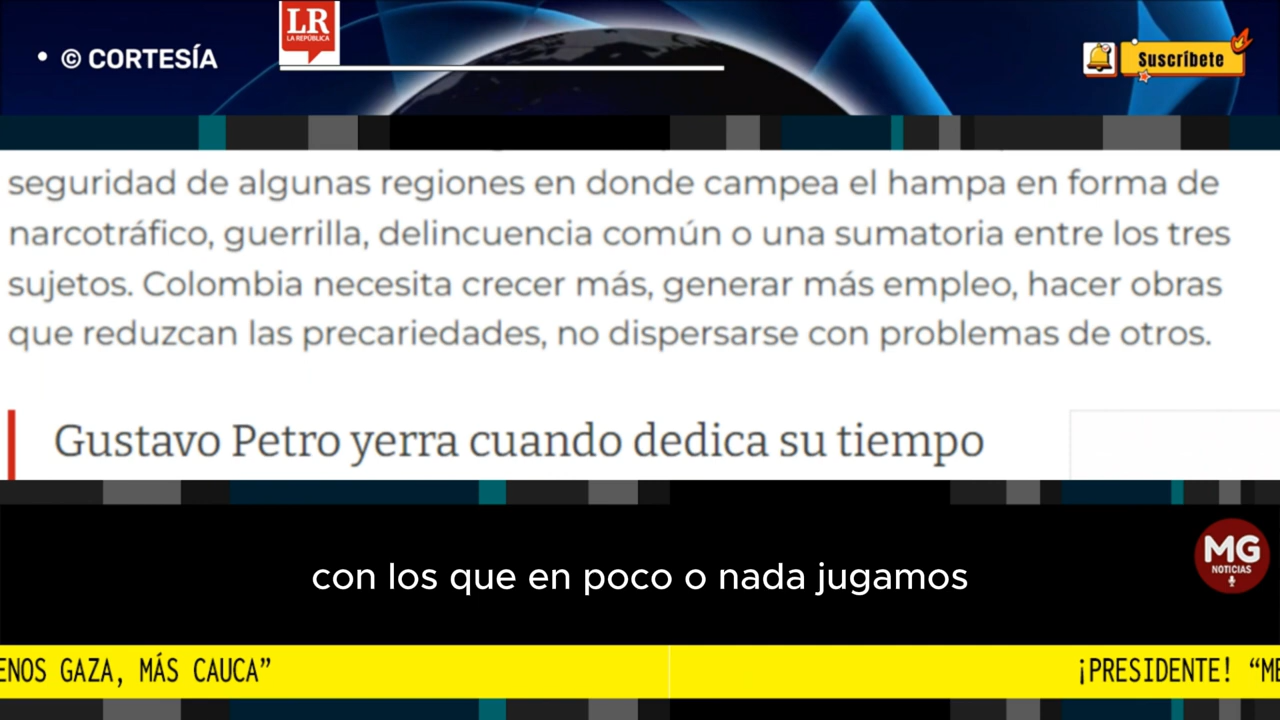 • © CORTESÍA
LR
LA REPÚBLICA
Suscríbete
seguridad de algunas regiones en donde campea el hampa en forma de
narcotráfico, guerrilla, delincuencia común o una sumatoria entre los tres
sujetos. Colombia necesita crecer más, generar más empleo, hacer obras
que reduzcan las precariedades, no dispersarse con problemas de otros.
Gustavo Petro yerra cuando dedica su tiempo
con los que en poco o nada jugamos
MG
NOTICIAS
ENOS GAZA, MÁS CAUCA” ¡PRESIDENTE! “ME